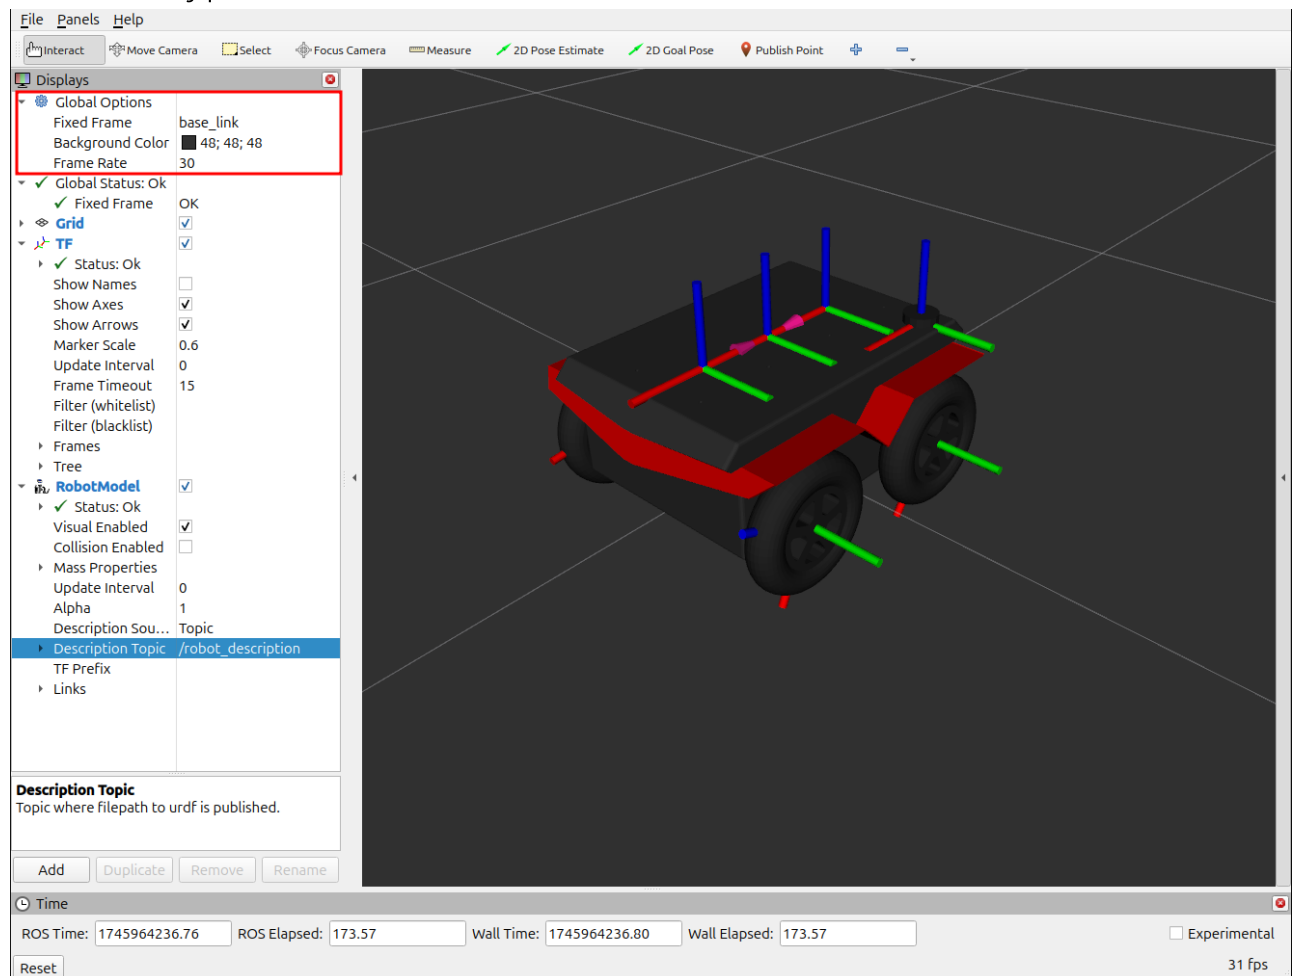 File Panels Help
Interact Move Camera Select Focus Camera Measure 2D Pose Estimate 2D Goal Pose Publish Point
Displays
Global Options
Fixed Frame base_link
Background Color 48; 48; 48
Frame Rate 30
Global Status: Ok
Fixed Frame OK
Grid
TF
Status: Ok
Show Names
Show Axes
Show Arrows
Marker Scale 0.6
Update Interval 0
Frame Timeout 15
Filter (whitelist)
Filter (blacklist)
Frames
Tree
RobotModel
Status: Ok
Visual Enabled
Collision Enabled
Mass Properties
Update Interval 0
Alpha 1
Description Sou... Topic
Description Topic /robot_description
TF Prefix
Links
Description Topic
Topic where filepath to urdf is published.
Add Duplicate Remove Rename
Time
ROS Time: 1745964236.76 ROS Elapsed: 173.57 Wall Time: 1745964236.80 Wall Elapsed: 173.57 Experimental
Reset 31 fps